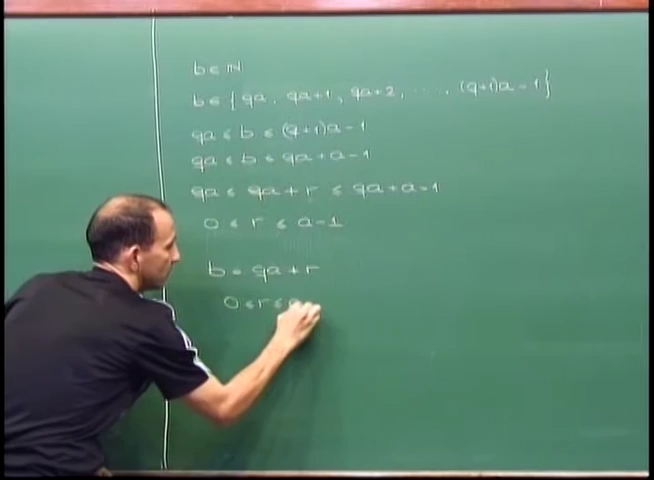 b ∈ ℕ
b ∈ { qa, qa+1, qa+2, ..., (q+1)a - 1 }
qa ≤ b ≤ (q+1)a - 1
qa ≤ b ≤ qa + a - 1
qa ≤ qa + r ≤ qa + a - 1
0 ≤ r ≤ a - 1
b = qa + r
0 ≤ r ≤ a